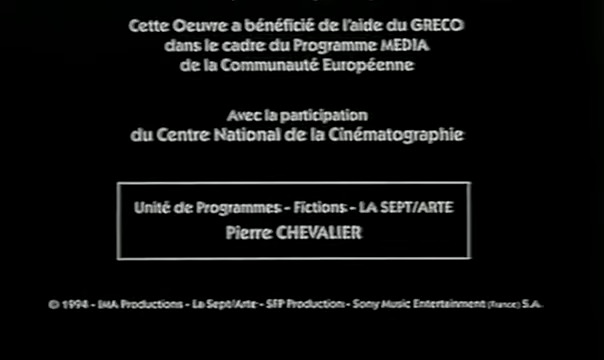 Cette Oeuvre a bénéficié de l'aide du GRECO
dans le cadre du Programme MEDIA
de la Communauté Européenne
Avec la participation
du Centre National de la Cinématographie
Unité de Programmes - Fictions - LA SEPT/ARTE
Pierre CHEVALIER
© 1994 - IMA Productions - La Sept/Arte - SFP Production - Sony Music Entertainment (France) S.A.